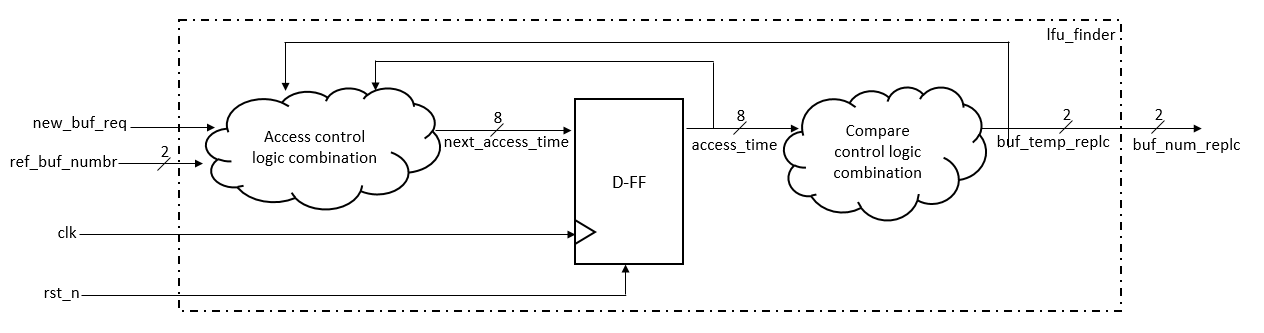 lfu_finder
new_buf_req
ref_buf_numbr
2
clk
rst_n
Access control
logic combination
8
next_access_time
D-FF
8
access_time
Compare
control logic
combination
2
buf_temp_replc
2
buf_num_replc